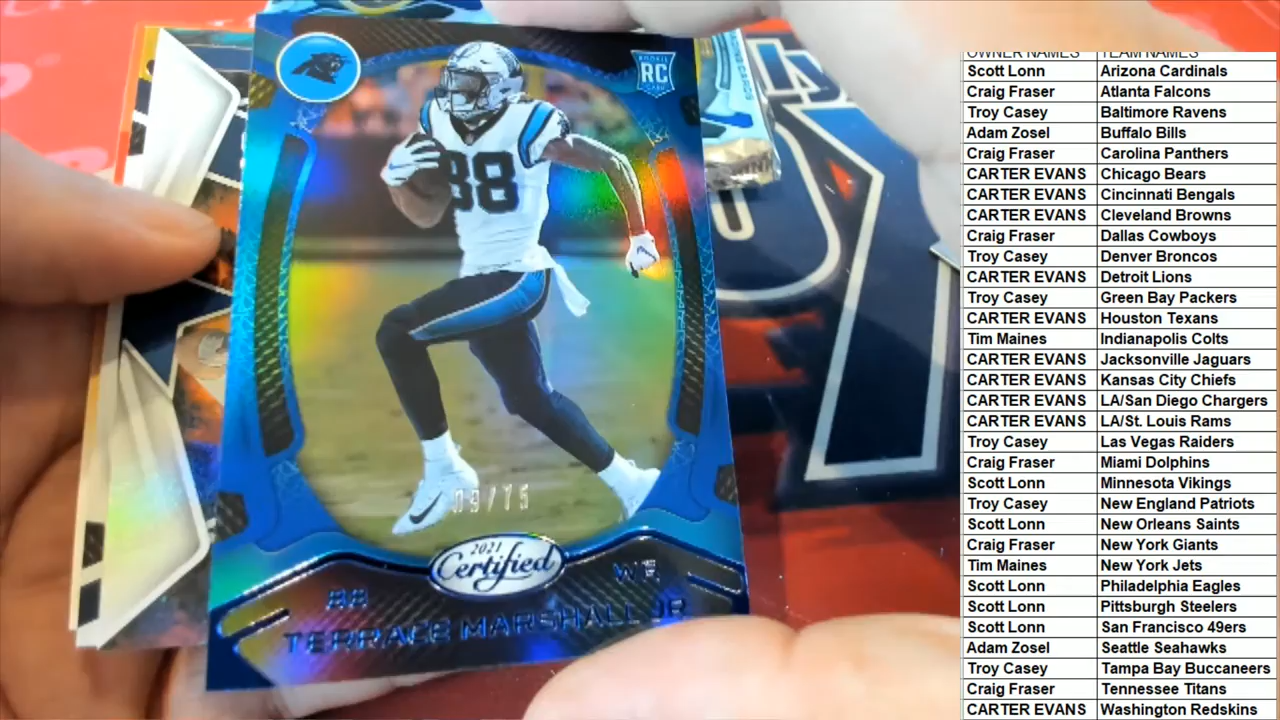 ROOKIE
RC
88
09/75
2021
Certified
88
WR
TERRACE MARSHALL JR
OWNER NAMES TEAM NAMES
Scott Lonn Arizona Cardinals
Craig Fraser Atlanta Falcons
Troy Casey Baltimore Ravens
Adam Zosel Buffalo Bills
Craig Fraser Carolina Panthers
CARTER EVANS Chicago Bears
CARTER EVANS Cincinnati Bengals
CARTER EVANS Cleveland Browns
Craig Fraser Dallas Cowboys
Troy Casey Denver Broncos
CARTER EVANS Detroit Lions
Troy Casey Green Bay Packers
CARTER EVANS Houston Texans
Tim Maines Indianapolis Colts
CARTER EVANS Jacksonville Jaguars
CARTER EVANS Kansas City Chiefs
CARTER EVANS LA/San Diego Chargers
CARTER EVANS LA/St. Louis Rams
Troy Casey Las Vegas Raiders
Craig Fraser Miami Dolphins
Scott Lonn Minnesota Vikings
Troy Casey New England Patriots
Scott Lonn New Orleans Saints
Craig Fraser New York Giants
Tim Maines New York Jets
Scott Lonn Philadelphia Eagles
Scott Lonn Pittsburgh Steelers
Scott Lonn San Francisco 49ers
Adam Zosel Seattle Seahawks
Troy Casey Tampa Bay Buccaneers
Craig Fraser Tennessee Titans
CARTER EVANS Washington Redskins